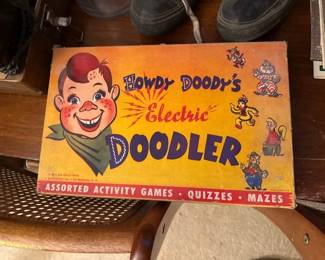 HOWDY DOODY'S
Electric
DOODLER
ASSORTED ACTIVITY GAMES • QUIZZES • MAZES